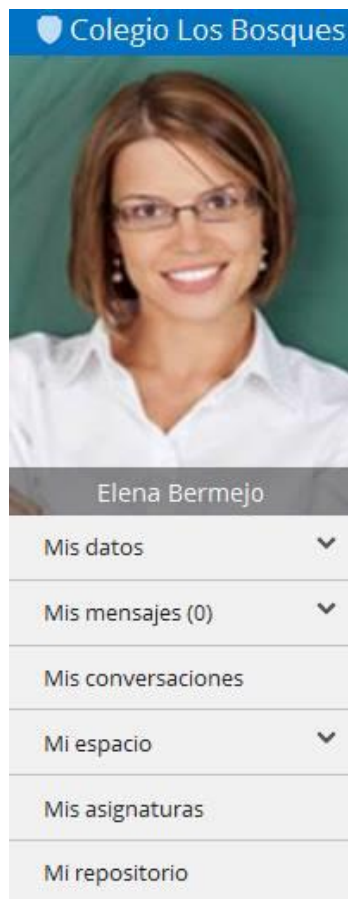 Colegio Los Bosques
Elena Bermejo
Mis datos
Mis mensajes (0)
Mis conversaciones
Mi espacio
Mis asignaturas
Mi repositorio